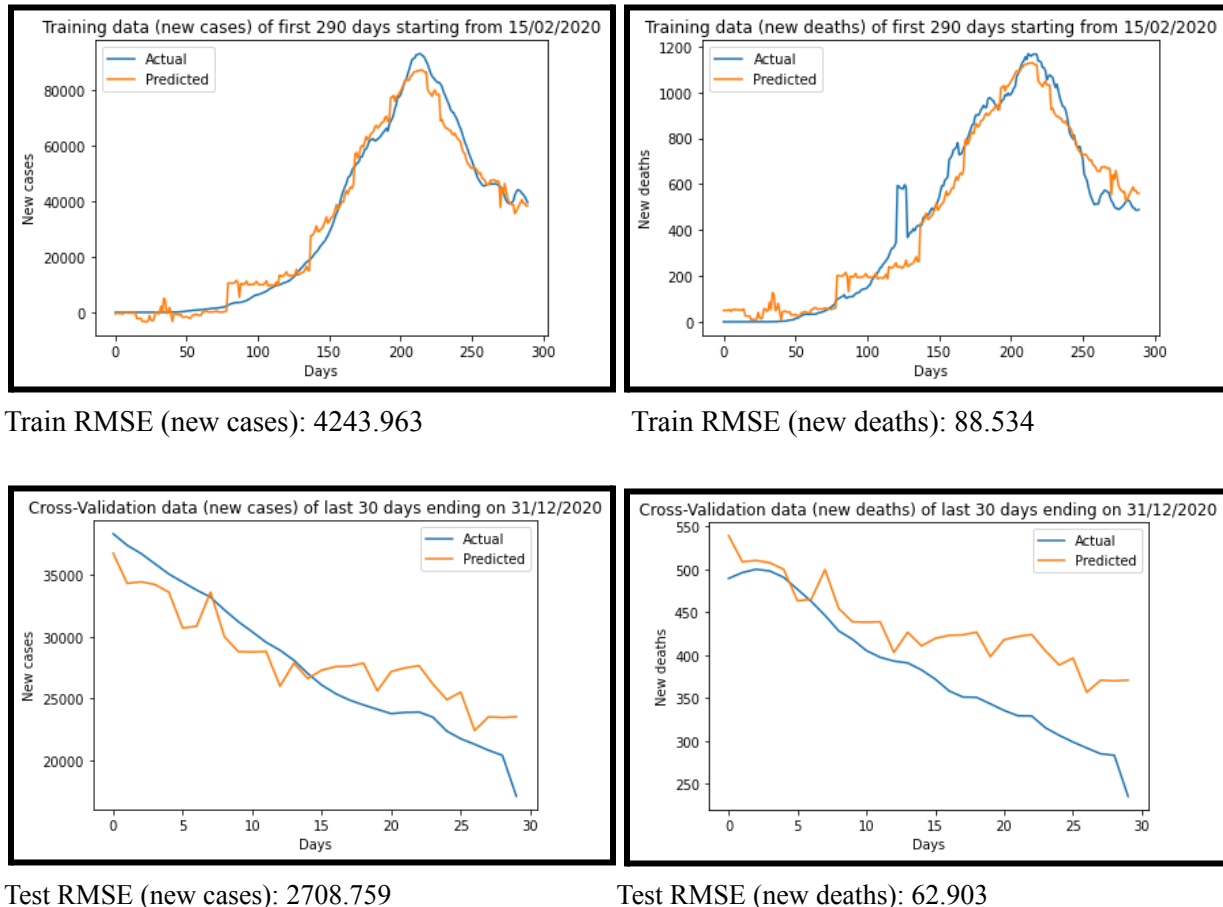 Training data (new cases) of first 290 days starting from 15/02/2020
Actual
Predicted
New cases
80000
60000
40000
20000
0
0 50 100 150 200 250 300
Days
Training data (new deaths) of first 290 days starting from 15/02/2020
Actual
Predicted
New deaths
1200
1000
800
600
400
200
0
0 50 100 150 200 250 300
Days
Train RMSE (new cases): 4243.963
Train RMSE (new deaths): 88.534
Cross-Validation data (new cases) of last 30 days ending on 31/12/2020
Actual
Predicted
New cases
35000
30000
25000
20000
0 5 10 15 20 25 30
Days
Cross-Validation data (new deaths) of last 30 days ending on 31/12/2020
Actual
Predicted
New deaths
550
500
450
400
350
300
250
0 5 10 15 20 25 30
Days
Test RMSE (new cases): 2708.759
Test RMSE (new deaths): 62.903